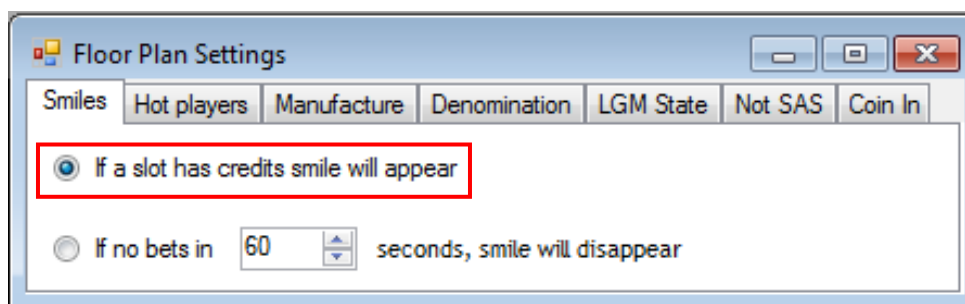 Floor Plan Settings
Smiles Hot players Manufacture Denomination LGM State Not SAS Coin In
If a slot has credits smile will appear
If no bets in 60 seconds, smile will disappear